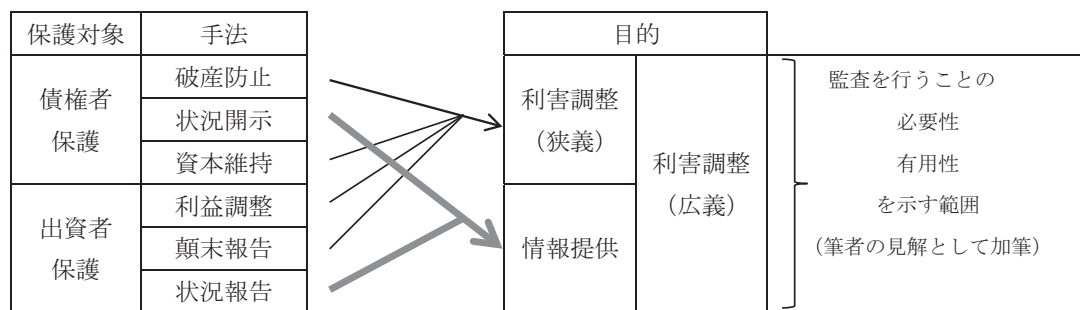 保護対象 手法 目的
債権者
保護
破産防止
状況開示
資本維持
出資者
保護
利益調整
顛末報告
状況報告
利害調整
(狭義)
情報提供
利害調整
(広義)
監査を行うことの
必要性
有用性
を示す範囲
(筆者の見解として加筆)